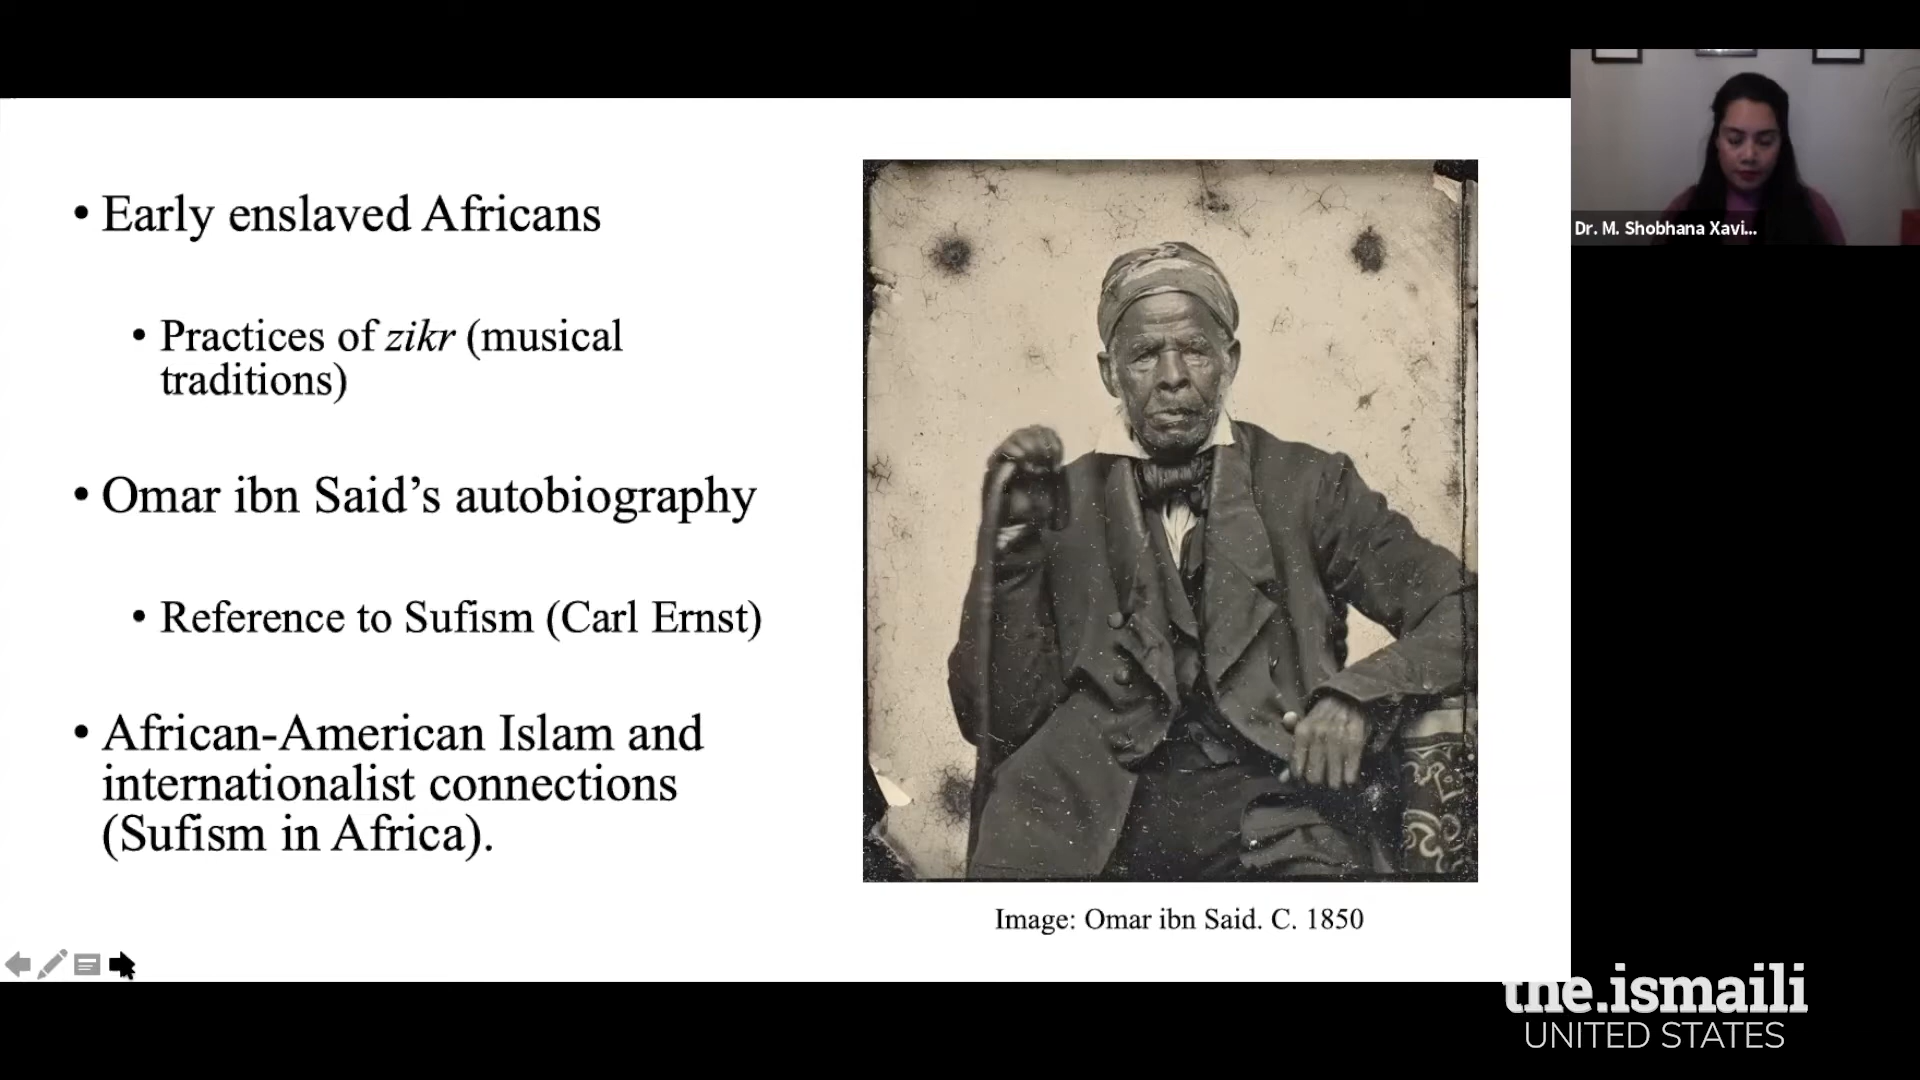 • Early enslaved Africans
• Practices of zikr (musical
traditions)
• Omar ibn Said’s autobiography
• Reference to Sufism (Carl Ernst)
• African-American Islam and
internationalist connections
(Sufism in Africa).
Image: Omar ibn Said. C. 1850
Dr. M. Shobhana Xavi...
the.ismaili
UNITED STATES